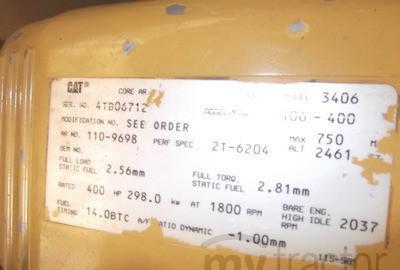 CAT CORE AR 3406
SER. NO. 4TB06712 - 400
MODIFICATION NO. SEE ORDER MAX 750 M
AR NO. 110-9698 PERF SPEC 2T-6204 ALT 2461
OEM NO.
FULL LOAD STATIC FUEL 2.56mm FULL TORQ. STATIC FUEL 2.81mm
RATED 400 HP 298.0 kw AT 1800 RPM BARE ENG. HIGH IDLE 2037 RPM
FUEL TIMING 14.0BTC A/F RATIO DYNAMIC -1.00mm
my tractor